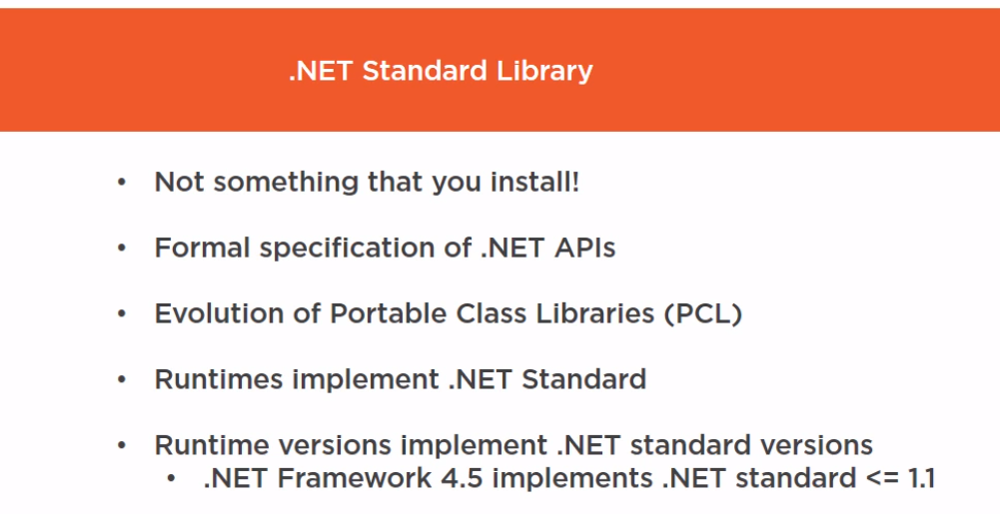 .NET Standard Library
• Not something that you install!
• Formal specification of .NET APIs
• Evolution of Portable Class Libraries (PCL)
• Runtimes implement .NET Standard
• Runtime versions implement .NET standard versions
• .NET Framework 4.5 implements .NET standard <= 1.1